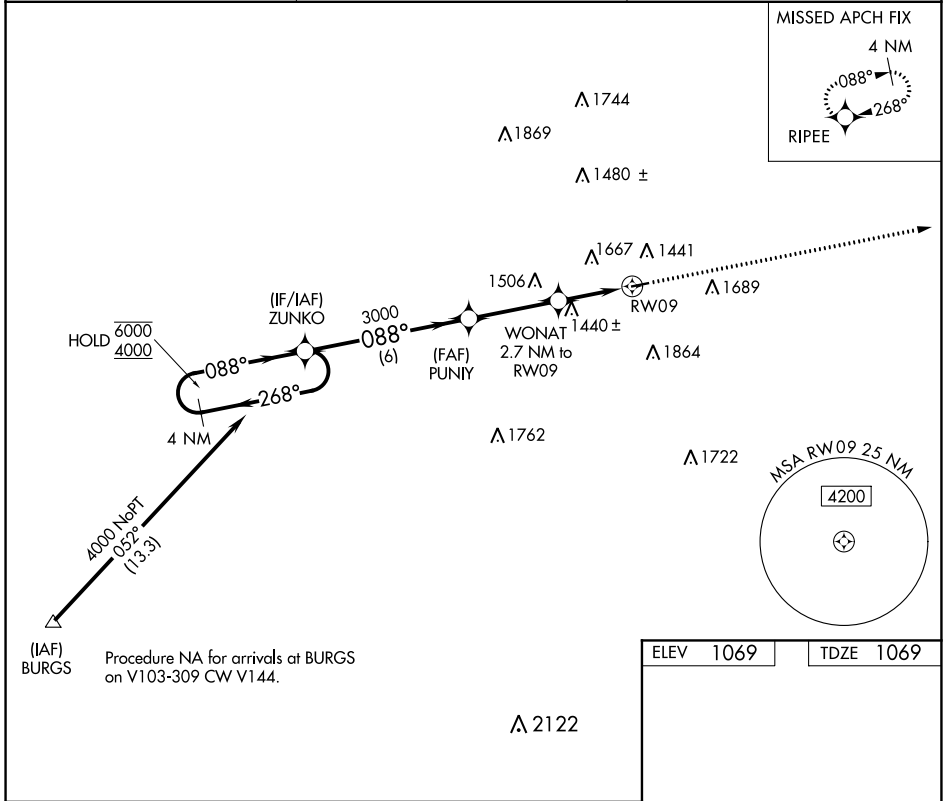 MISSED APCH FIX
4 NM
088°
268°
RIPEE
1744
1869
1480 ±
1667
1441
1506
RW09
1689
(IF/IAF)
ZUNKO
3000
088°
(6)
(FAF)
PUNIY
WONAT
2.7 NM to
RW09
1440 ±
1864
HOLD 6000
4000
088°
268°
4 NM
1762
1722
MSA RW09 25 NM
4200
4000 NoPT
052°
(13.3)
(IAF)
BURGS
Procedure NA for arrivals at BURGS
on V103-309 CW V144.
2122
ELEV 1069
TDZE 1069